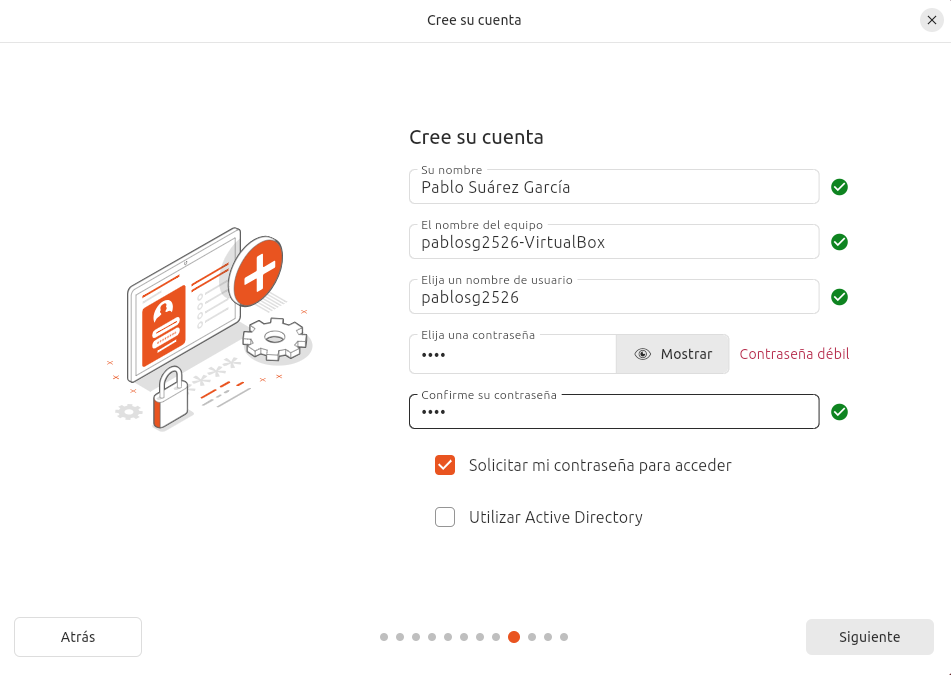 Cree su cuenta
Cree su cuenta
Su nombre
Pablo Suárez García
El nombre del equipo
pablosg2526-VirtualBox
Elija un nombre de usuario
pablosg2526
Elija una contraseña
•••• Mostrar Contraseña débil
Confirme su contraseña
••••
Solicitar mi contraseña para acceder
Utilizar Active Directory
Atrás Siguiente